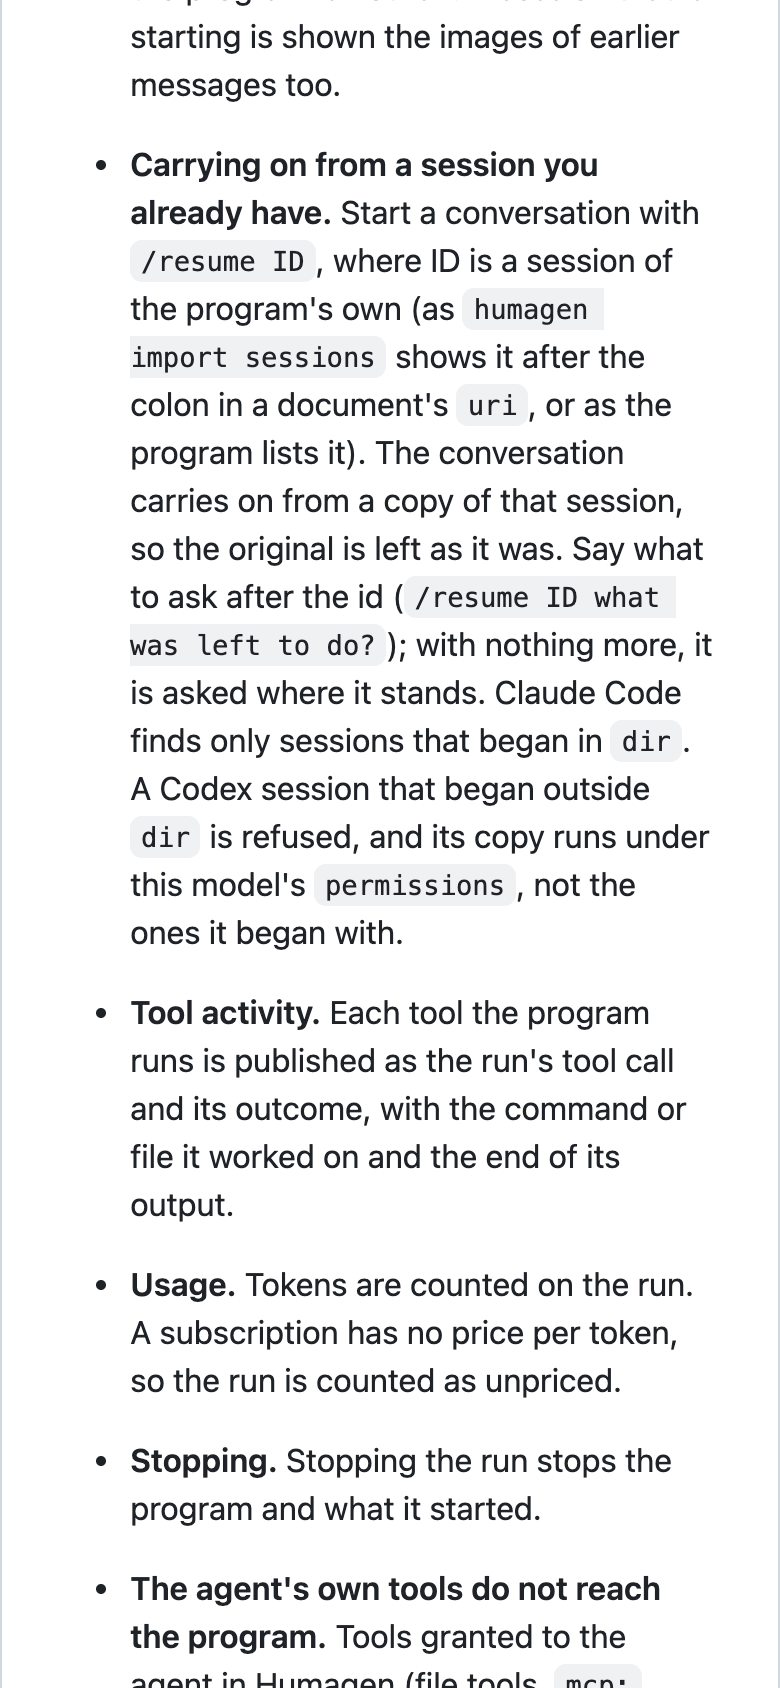 starting is shown the images of earlier
messages too.
• Carrying on from a session you
already have. Start a conversation with
/resume ID, where ID is a session of
the program's own (as humagen
import sessions shows it after the
colon in a document's uri, or as the
program lists it). The conversation
carries on from a copy of that session,
so the original is left as it was. Say what
to ask after the id (/resume ID what
was left to do?); with nothing more, it
is asked where it stands. Claude Code
finds only sessions that began in dir.
A Codex session that began outside
dir is refused, and its copy runs under
this model's permissions, not the
ones it began with.
• Tool activity. Each tool the program
runs is published as the run's tool call
and its outcome, with the command or
file it worked on and the end of its
output.
• Usage. Tokens are counted on the run.
A subscription has no price per token,
so the run is counted as unpriced.
• Stopping. Stopping the run stops the
program and what it started.
• The agent's own tools do not reach
the program. Tools granted to the
agent in Humagen (file tools, mcp: